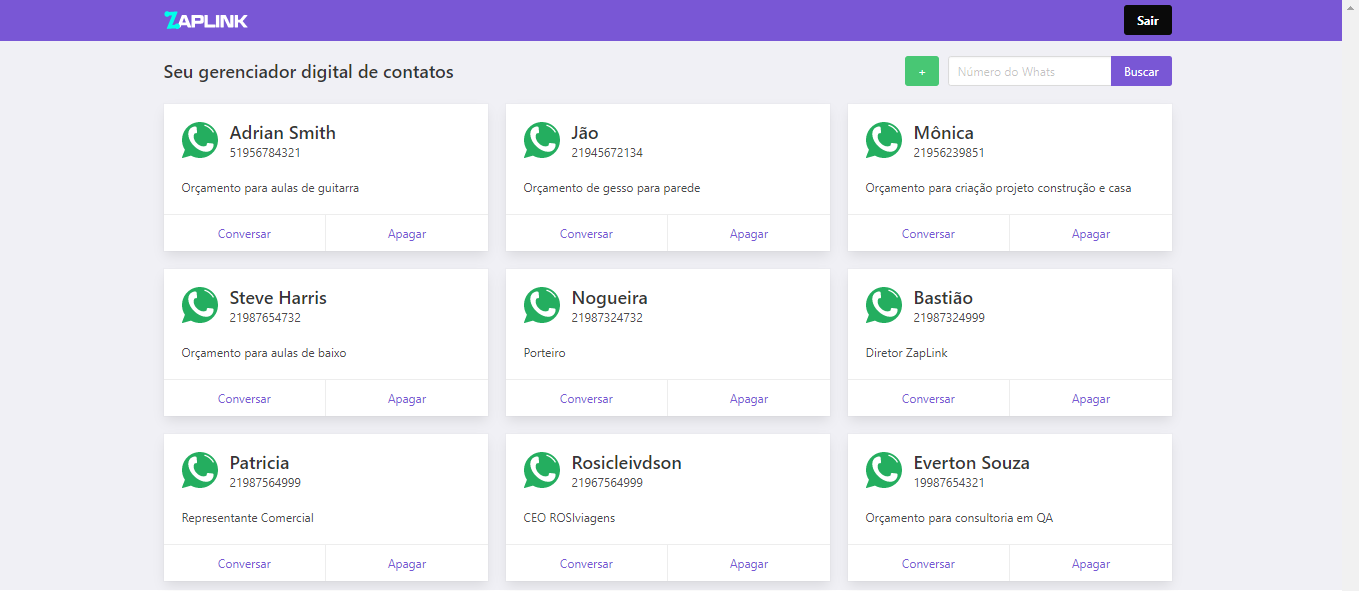 ZAPLINK
Sair
Seu gerenciador digital de contatos
+
Número do Whats
Buscar
Adrian Smith
51956784321
Orçamento para aulas de guitarra
Conversar
Apagar
Jão
21945672134
Orçamento de gesso para parede
Conversar
Apagar
Mônica
21956239851
Orçamento para criação projeto construção e casa
Conversar
Apagar
Steve Harris
21987654732
Orçamento para aulas de baixo
Conversar
Apagar
Nogueira
21987324732
Porteiro
Conversar
Apagar
Bastião
21987324999
Diretor ZapLink
Conversar
Apagar
Patricia
21987564999
Representante Comercial
Conversar
Apagar
Rosicleivdson
21967564999
CEO ROSIviagens
Conversar
Apagar
Everton Souza
19987654321
Orçamento para consultoria em QA
Conversar
Apagar